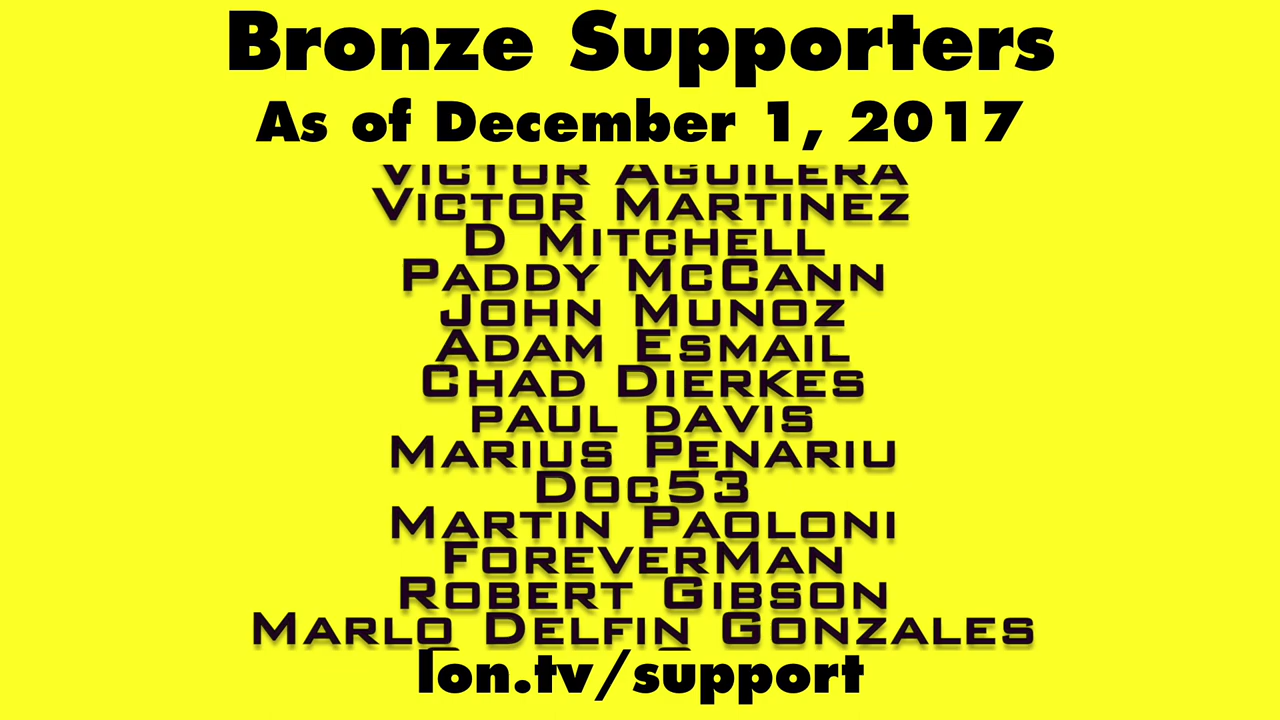 Bronze Supporters
As of December 1, 2017
Victor Aguilera
Victor Martinez
D Mitchell
Paddy McCann
John Munoz
Adam Esmail
Chad Dierkes
paul davis
Marius Penariu
Doc53
Martin Paoloni
ForeverMan
Robert Gibson
Marlo Delfin Gonzales
lon.tv/support